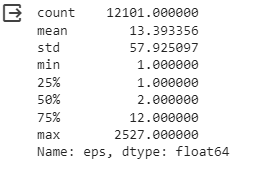 count    12101.000000
mean        13.393356
std         57.925097
min          1.000000
25%          1.000000
50%          2.000000
75%         12.000000
max       2527.000000
Name: eps, dtype: float64